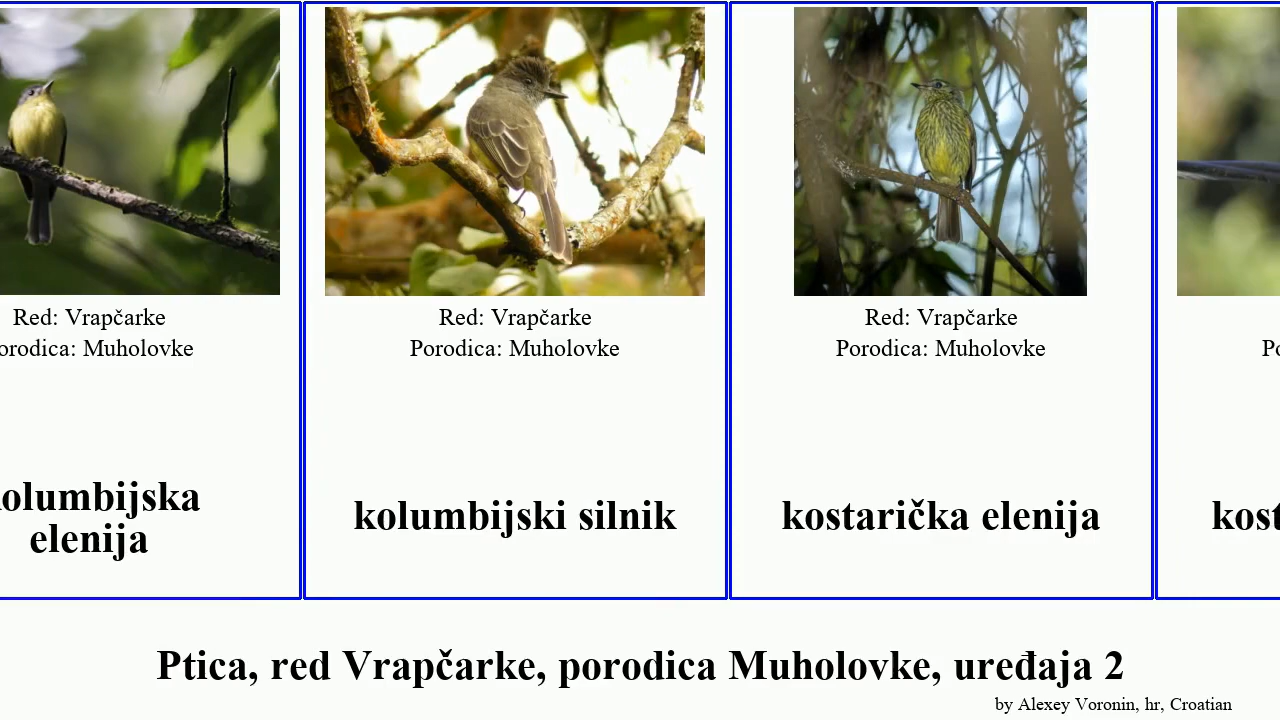 Red: Vrapčarke
Muholovke
elenija
Red: Vrapčarke
Porodica: Muholovke
kolumbijski silnik
Red: Vrapčarke
Porodica: Muholovke
kostarička elenija
Ptica, red Vrapčarke, porodica Muholovke, uređaja 2
by Alexey Voronin, hr, Croatian